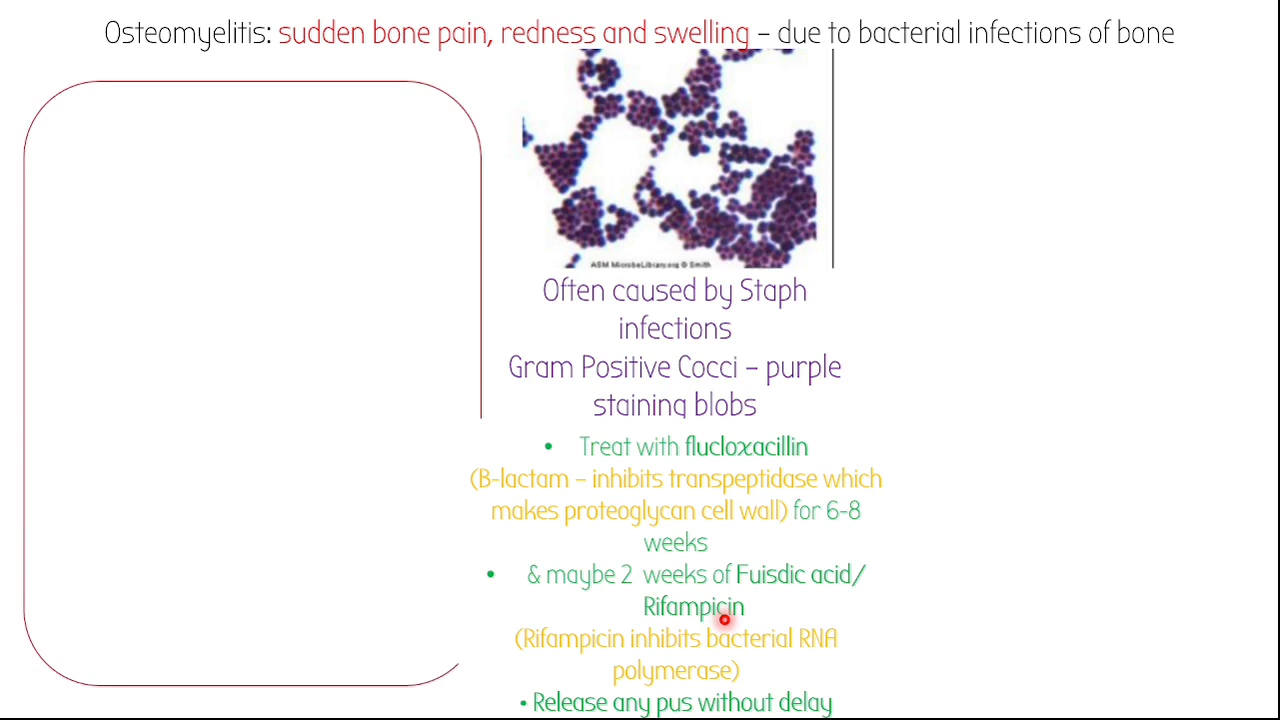 Osteomyelitis: sudden bone pain, redness and swelling – due to bacterial infections of bone
ASM MicrobeLibrary.org © Smith
Often caused by Staph
infections
Gram Positive Cocci – purple
staining blobs
• Treat with flucloxacillin
(B-lactam – inhibits transpeptidase which
makes proteoglycan cell wall) for 6-8
weeks
• & maybe 2 weeks of Fuisdic acid/
Rifampicin
(Rifampicin inhibits bacterial RNA
polymerase)
• Release any pus without delay